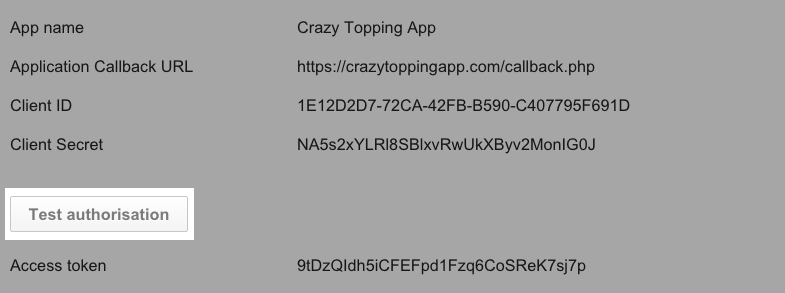 App name Crazy Topping App
Application Callback URL https://crazytoppingapp.com/callback.php
Client ID 1E12D2D7-72CA-42FB-B590-C407795F691D
Client Secret NA5s2xYLRl8SBlxvRwUkXByv2MonIG0J
Test authorisation
Access token 9tDzQIdh5iCFEFpd1Fzq6CoSReK7sj7p